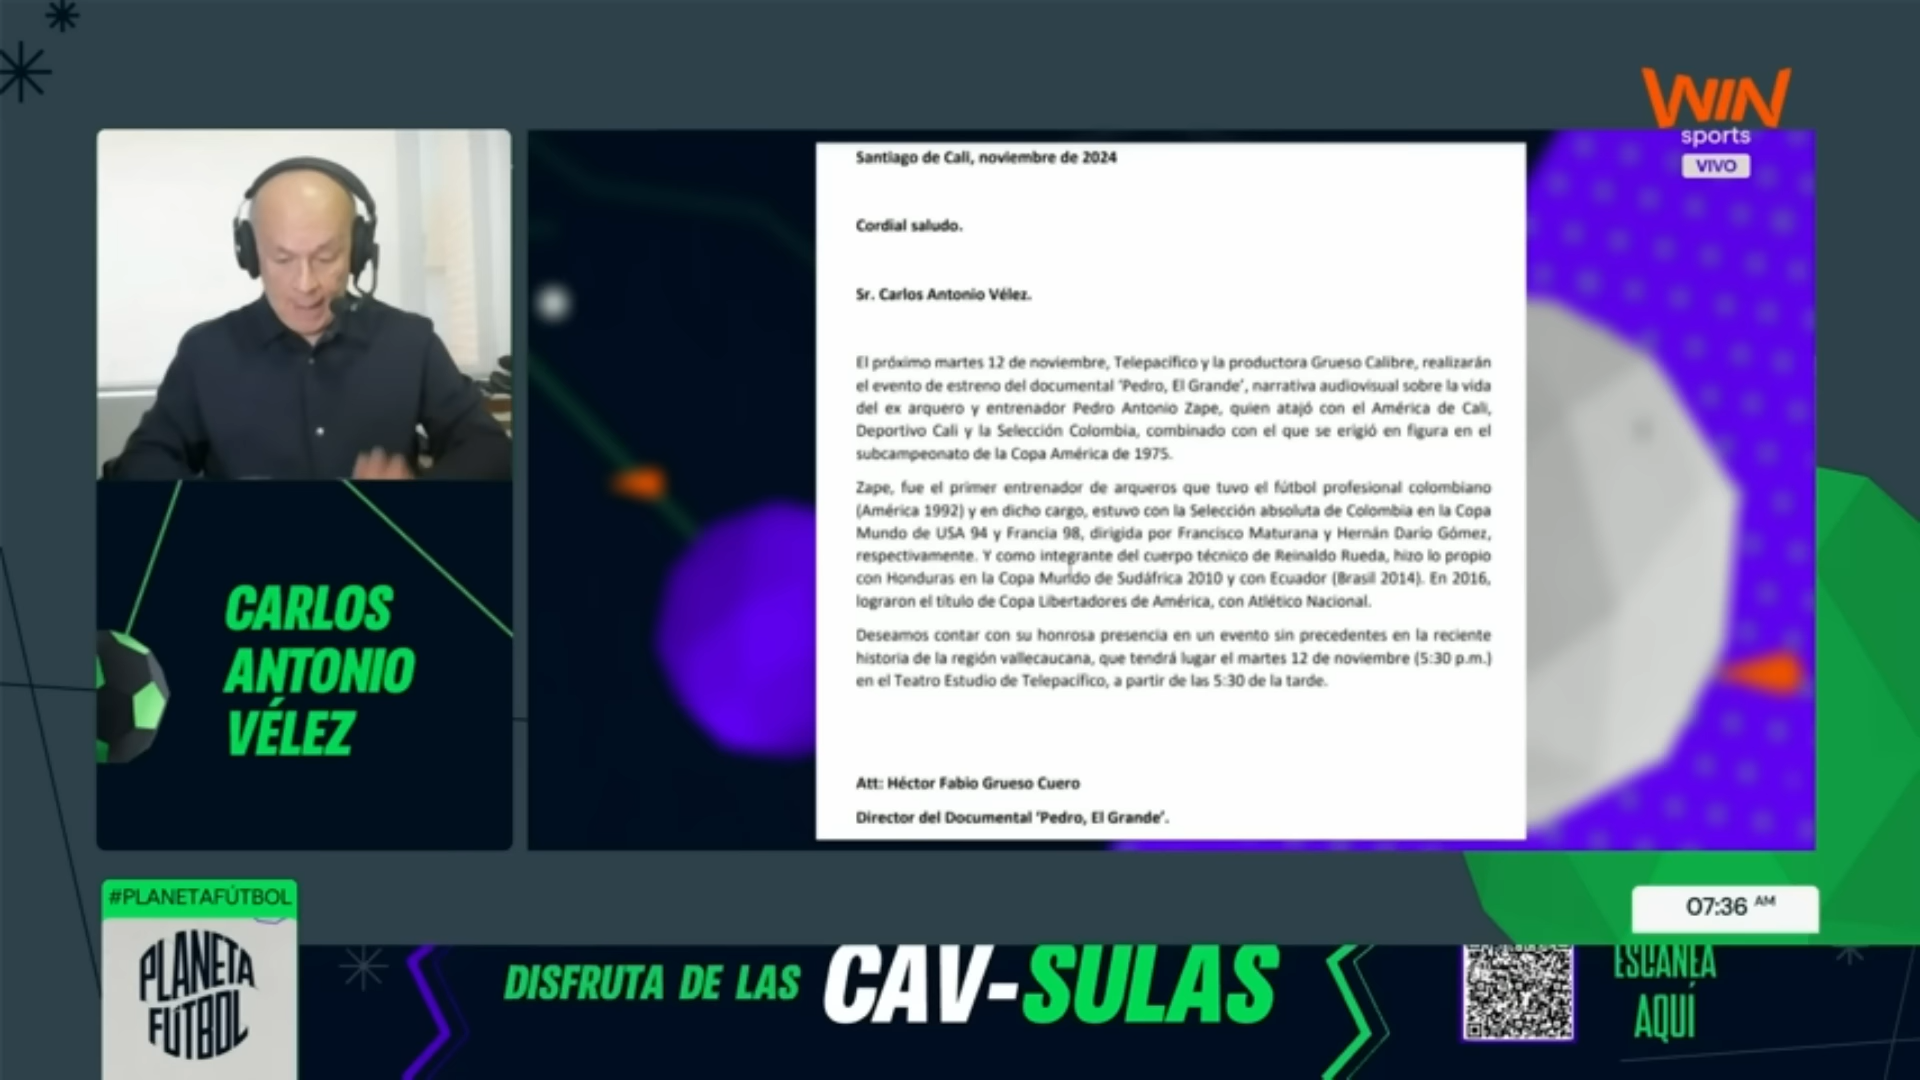 WIN
sports
VIVO
Santiago de Cali, noviembre de 2024
Cordial saludo.
Sr. Carlos Antonio Vélez.
El próximo martes 12 de noviembre, Telepacífico y la productora Grueso Calibre, realizarán
el evento de estreno del documental ‘Pedro, El Grande’, narrativa audiovisual sobre la vida
del ex arquero y entrenador Pedro Antonio Zape, quien atajó con el América de Cali,
Deportivo Cali y la Selección Colombia, combinado con el que se erigió en figura en el
subcampeonato de la Copa América de 1975.
Zape, fue el primer entrenador de arqueros que tuvo el fútbol profesional colombiano
(América 1992) y en dicho cargo, estuvo con la Selección absoluta de Colombia en la Copa
Mundo de USA 94 y Francia 98, dirigida por Francisco Maturana y Hernán Darío Gómez,
respectivamente. Y como integrante del cuerpo técnico de Reinaldo Rueda, hizo lo propio
con Honduras en la Copa Mundo de Sudáfrica 2010 y con Ecuador (Brasil 2014). En 2016,
lograron el título de Copa Libertadores de América, con Atlético Nacional.
Deseamos contar con su honrosa presencia en un evento sin precedentes en la reciente
historia de la región vallecaucana, que tendrá lugar el martes 12 de noviembre (5:30 p.m.)
en el Teatro Estudio de Telepacífico, a partir de las 5:30 de la tarde.
Att: Héctor Fabio Grueso Cuero
Director del Documental ‘Pedro, El Grande’.
CARLOS
ANTONIO
VÉLEZ
#PLANETAFÚTBOL
PLANETA
FÚTBOL
07:36 AM
DISFRUTA DE LAS CAV-SULAS
ESCANEA
AQUÍ